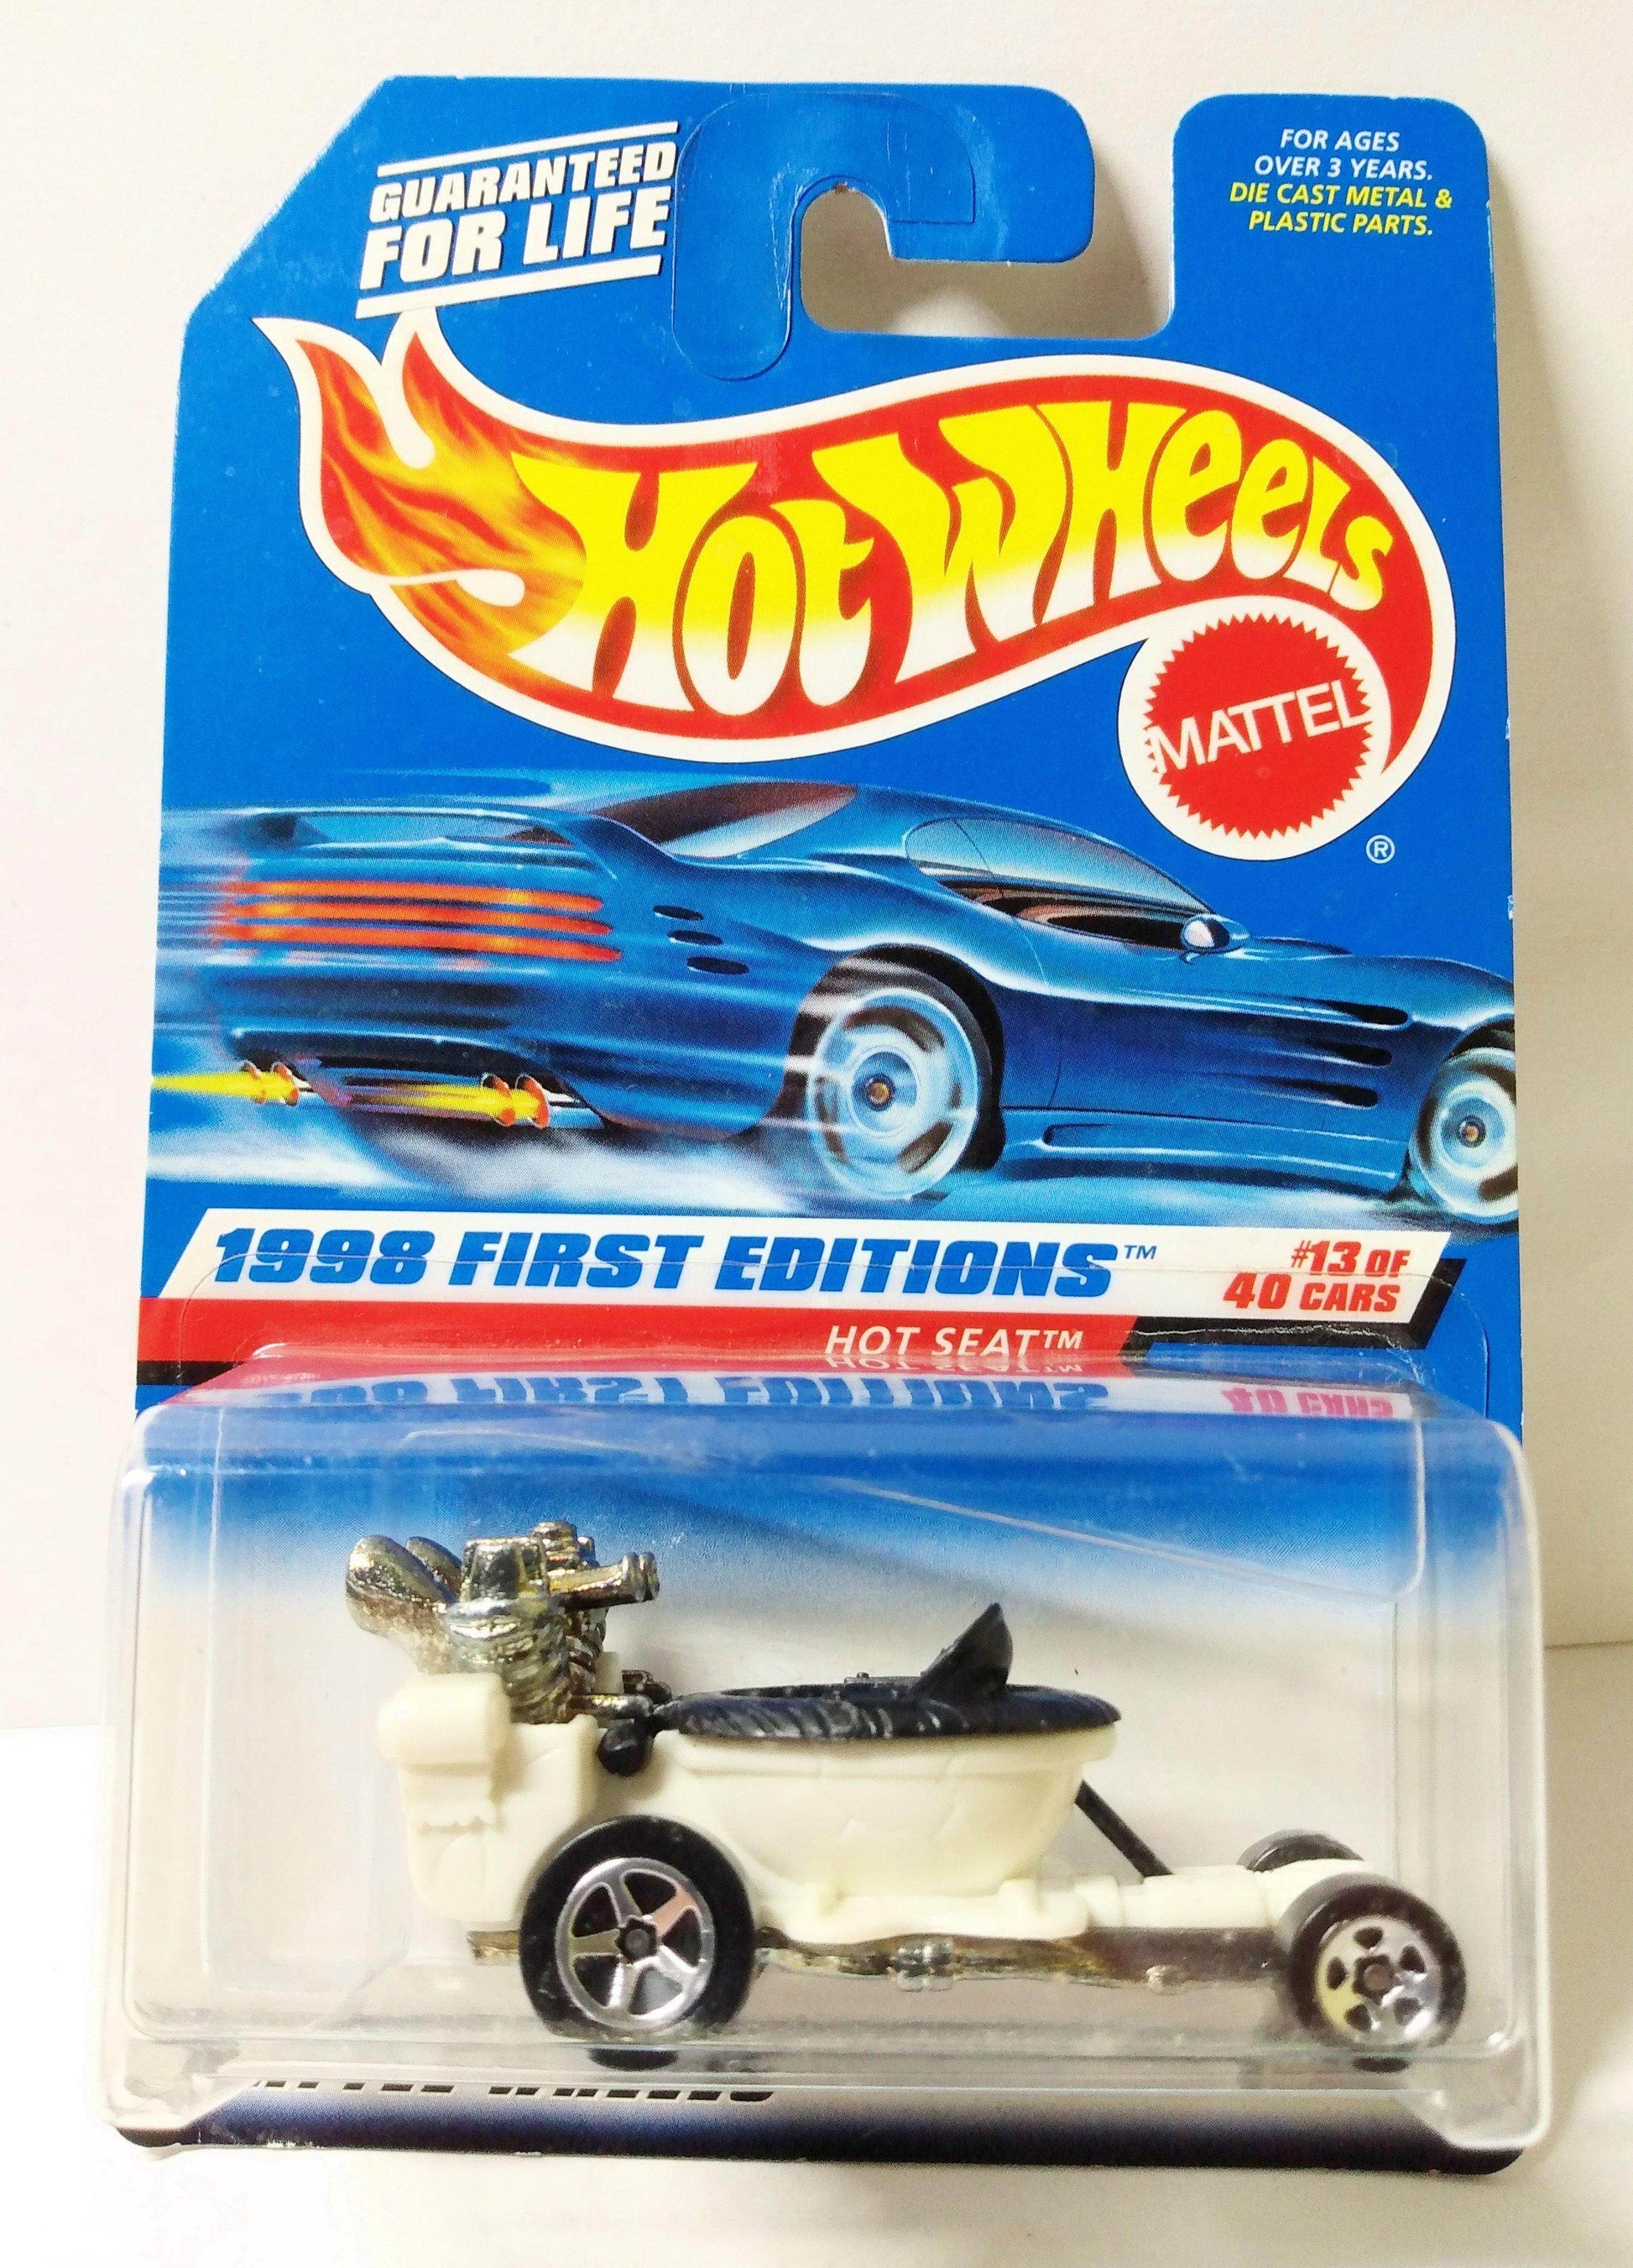 GUARANTEED
FOR LIFE
FOR AGES
OVER 3 YEARS.
DIE CAST METAL &
PLASTIC PARTS.
HOT WHEELS
MATTEL
®
1998 FIRST EDITIONS™
#13 OF
40 CARS
HOT SEAT™